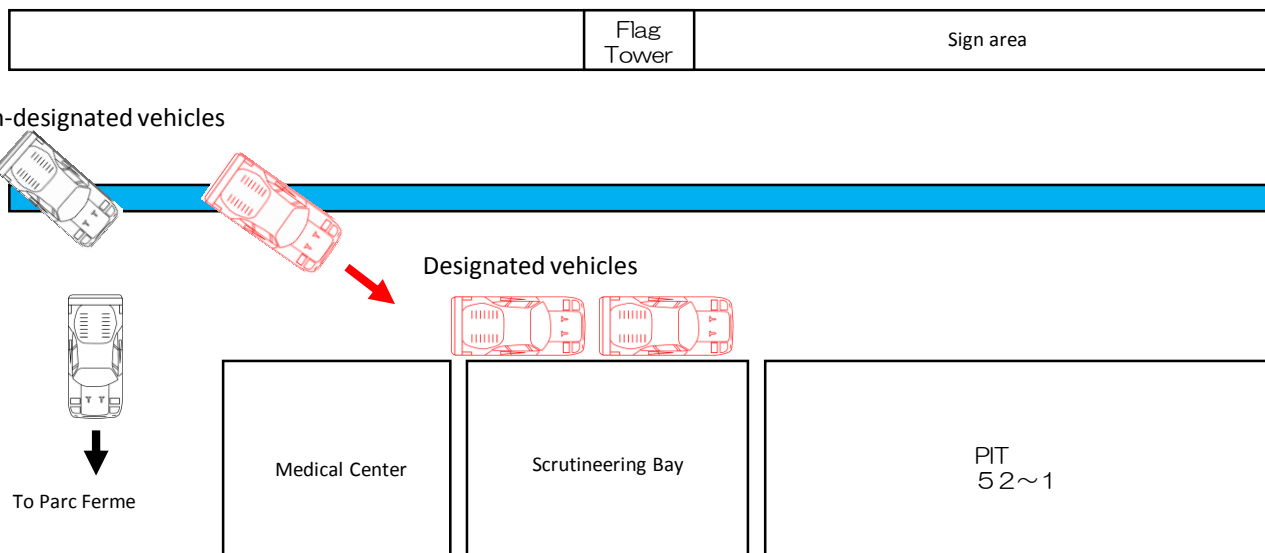 Flag
Tower
Sign area
n-designated vehicles
Designated vehicles
Medical Center
Scrutineering Bay
PIT
５２～１
To Parc Ferme